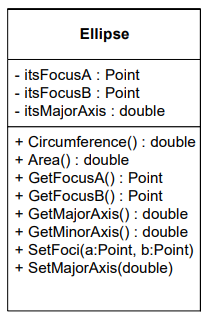 Ellipse
- itsFocusA : Point
- itsFocusB : Point
- itsMajorAxis : double
+ Circumference() : double
+ Area() : double
+ GetFocusA() : Point
+ GetFocusB() : Point
+ GetMajorAxis() : double
+ GetMinorAxis() : double
+ SetFoci(a:Point, b:Point)
+ SetMajorAxis(double)